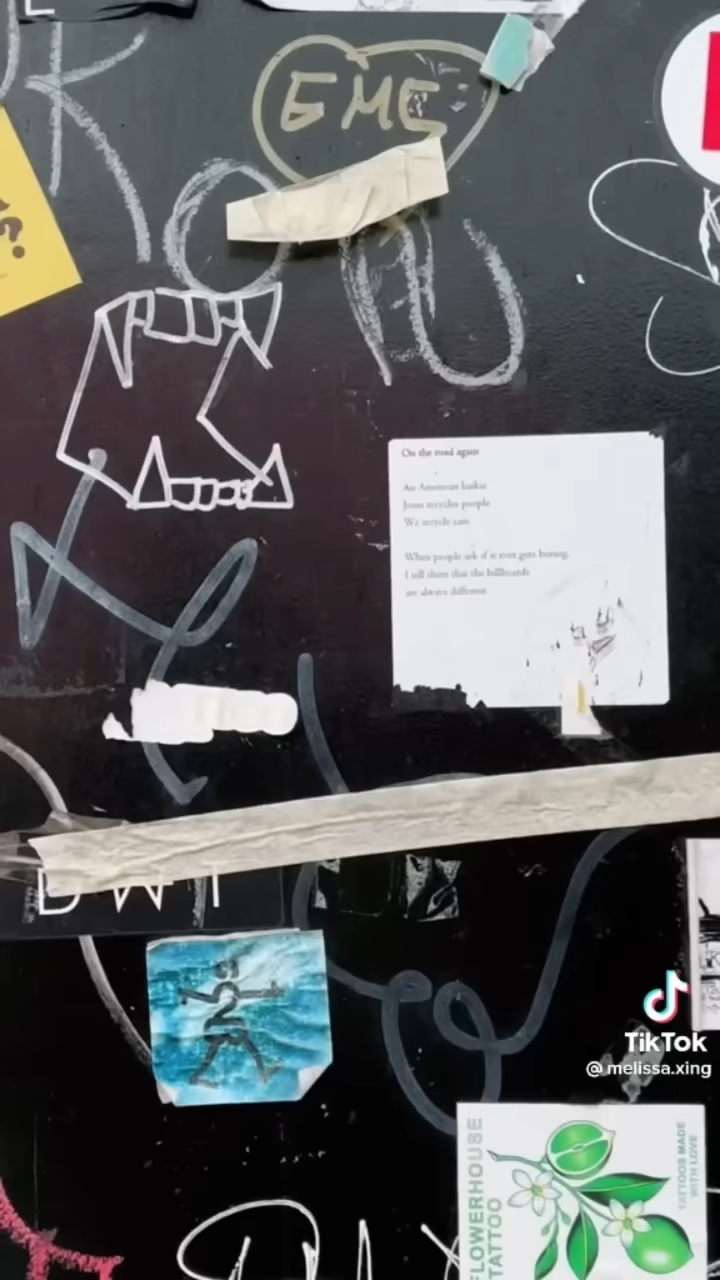 EME
K
?
On the road again
An American haiku
Jesus recycles people
We recycle cans
When people ask if it ever gets boring,
I tell them that the billboards
are always different
TikTok
@melissa.xing
FLOWERHOUSE
TATTOO
TATTOOS MADE
WITH LOVE